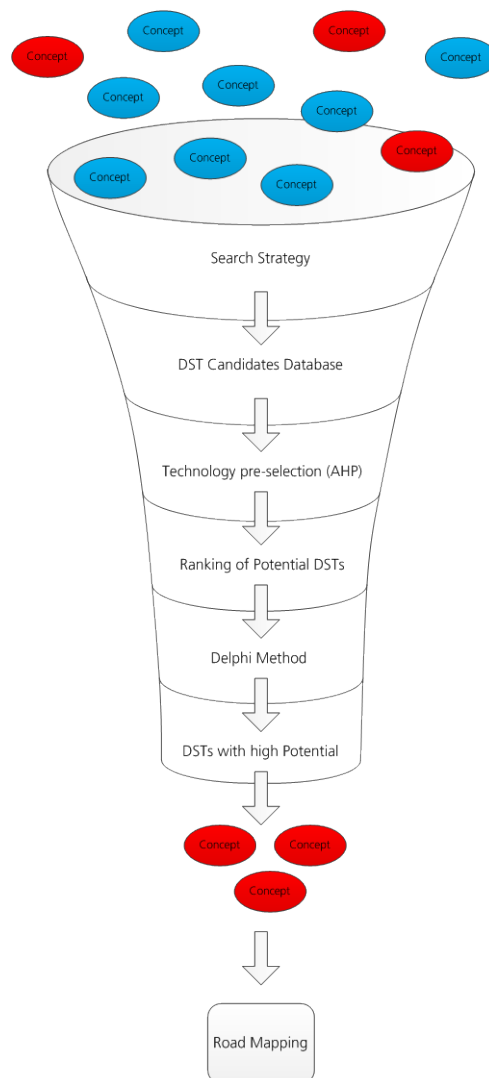 Concept
Concept
Concept
Concept
Concept
Concept
Concept
Concept
Concept
Concept
Concept
Search Strategy
DST Candidates Database
Technology pre-selection (AHP)
Ranking of Potential DSTs
Delphi Method
DSTs with high Potential
Concept
Concept
Concept
Road Mapping